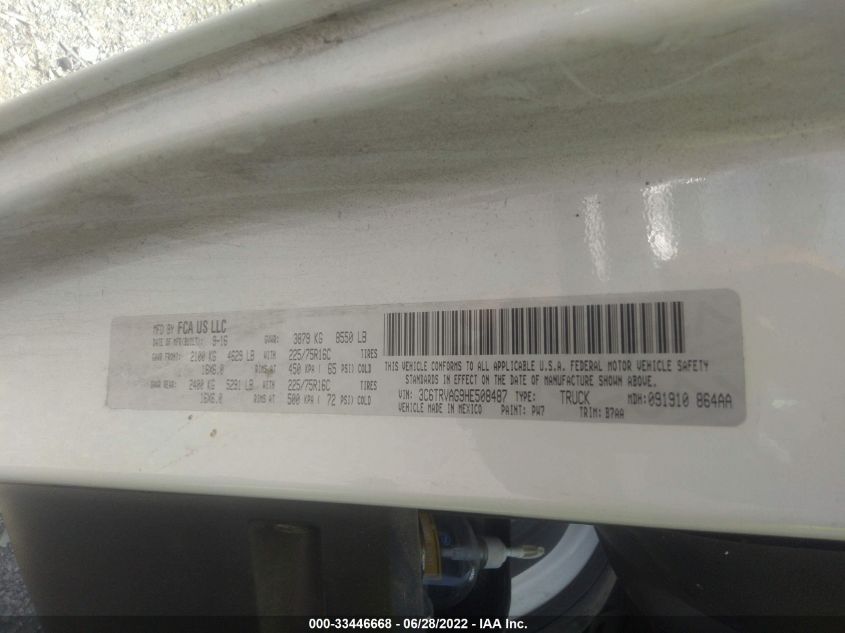 MFD BY FCA US LLC
DATE OF MFR(BUILT): 9-16 GVWR: 3879 KG 8550 LB
GAWR FRONT: 2100 KG 4629 LB WITH 225/75R16C TIRES
16X6.0 RIMS AT 450 KPA ( 65 PSI) COLD
GAWR REAR: 2400 KG 5291 LB WITH 225/75R16C TIRES
16X6.0 RIMS AT 500 KPA ( 72 PSI) COLD
THIS VEHICLE CONFORMS TO ALL APPLICABLE U.S.A. FEDERAL MOTOR VEHICLE SAFETY
STANDARDS IN EFFECT ON THE DATE OF MANUFACTURE SHOWN ABOVE.
VIN: 3C6TRVAG9HE508487 TYPE: TRUCK MDH:091910 864AA
VEHICLE MADE IN MEXICO PAINT: PW7 TRIM: B7AA
000-33446668 - 06/28/2022 - IAA Inc.